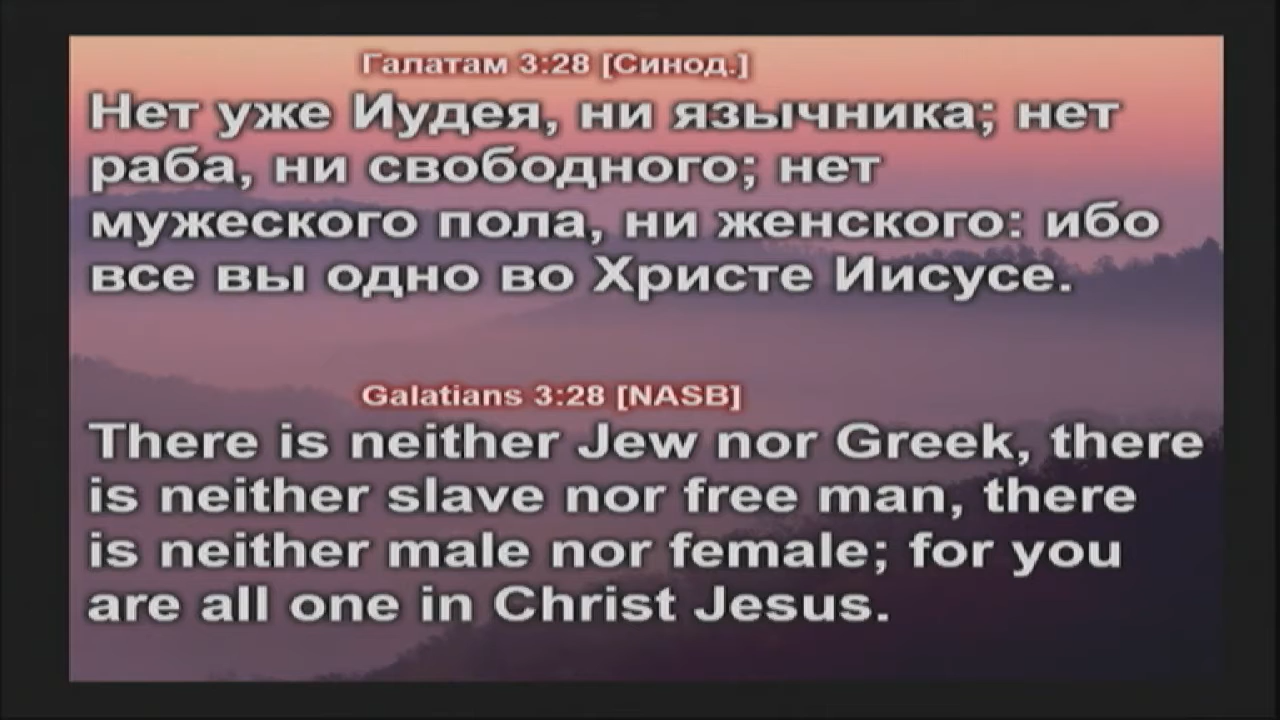 Галатам 3:28 [Синод.]
Нет уже Иудея, ни язычника; нет
раба, ни свободного; нет
мужеского пола, ни женского: ибо
все вы одно во Христе Иисусе.
Galatians 3:28 [NASB]
There is neither Jew nor Greek, there
is neither slave nor free man, there
is neither male nor female; for you
are all one in Christ Jesus.